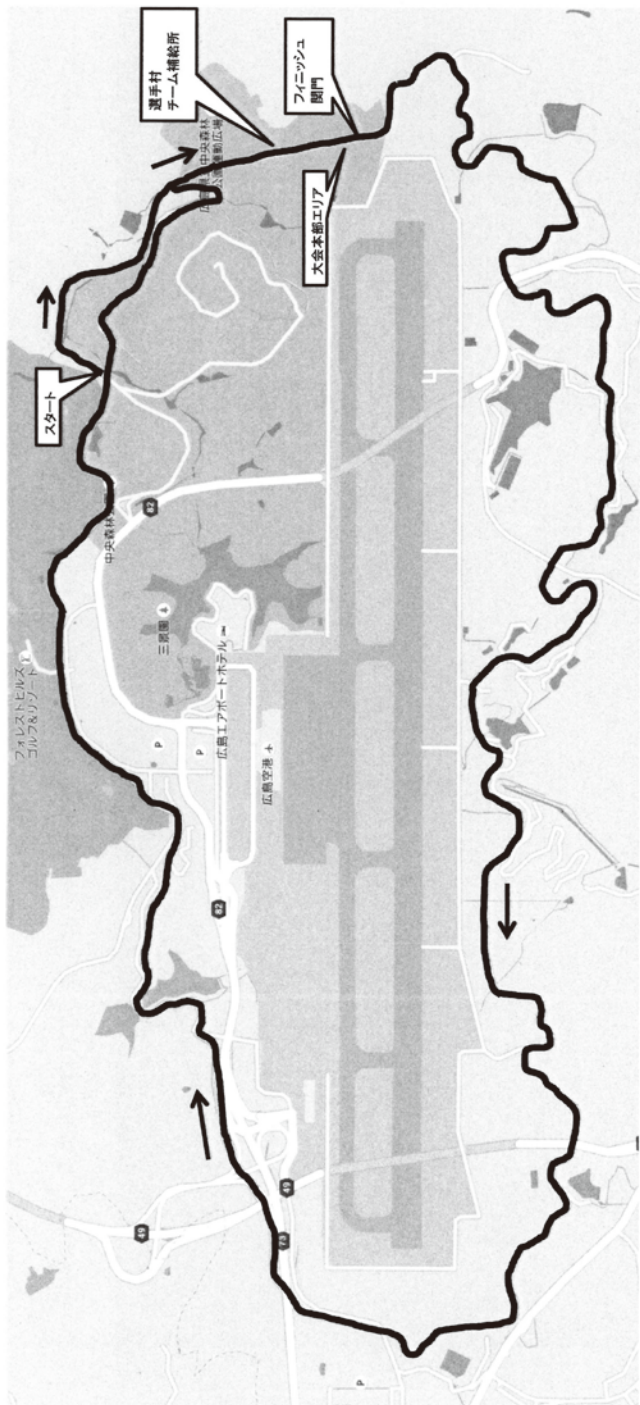 選手村
チーム補給所
フィニッシュ
関門
大会本部エリア
スタート
中央森林
82
三景園
フォレストヒルズ
ゴルフ&リゾート
P
P
広島エアポートホテル
広島空港
82
49
49
73
P